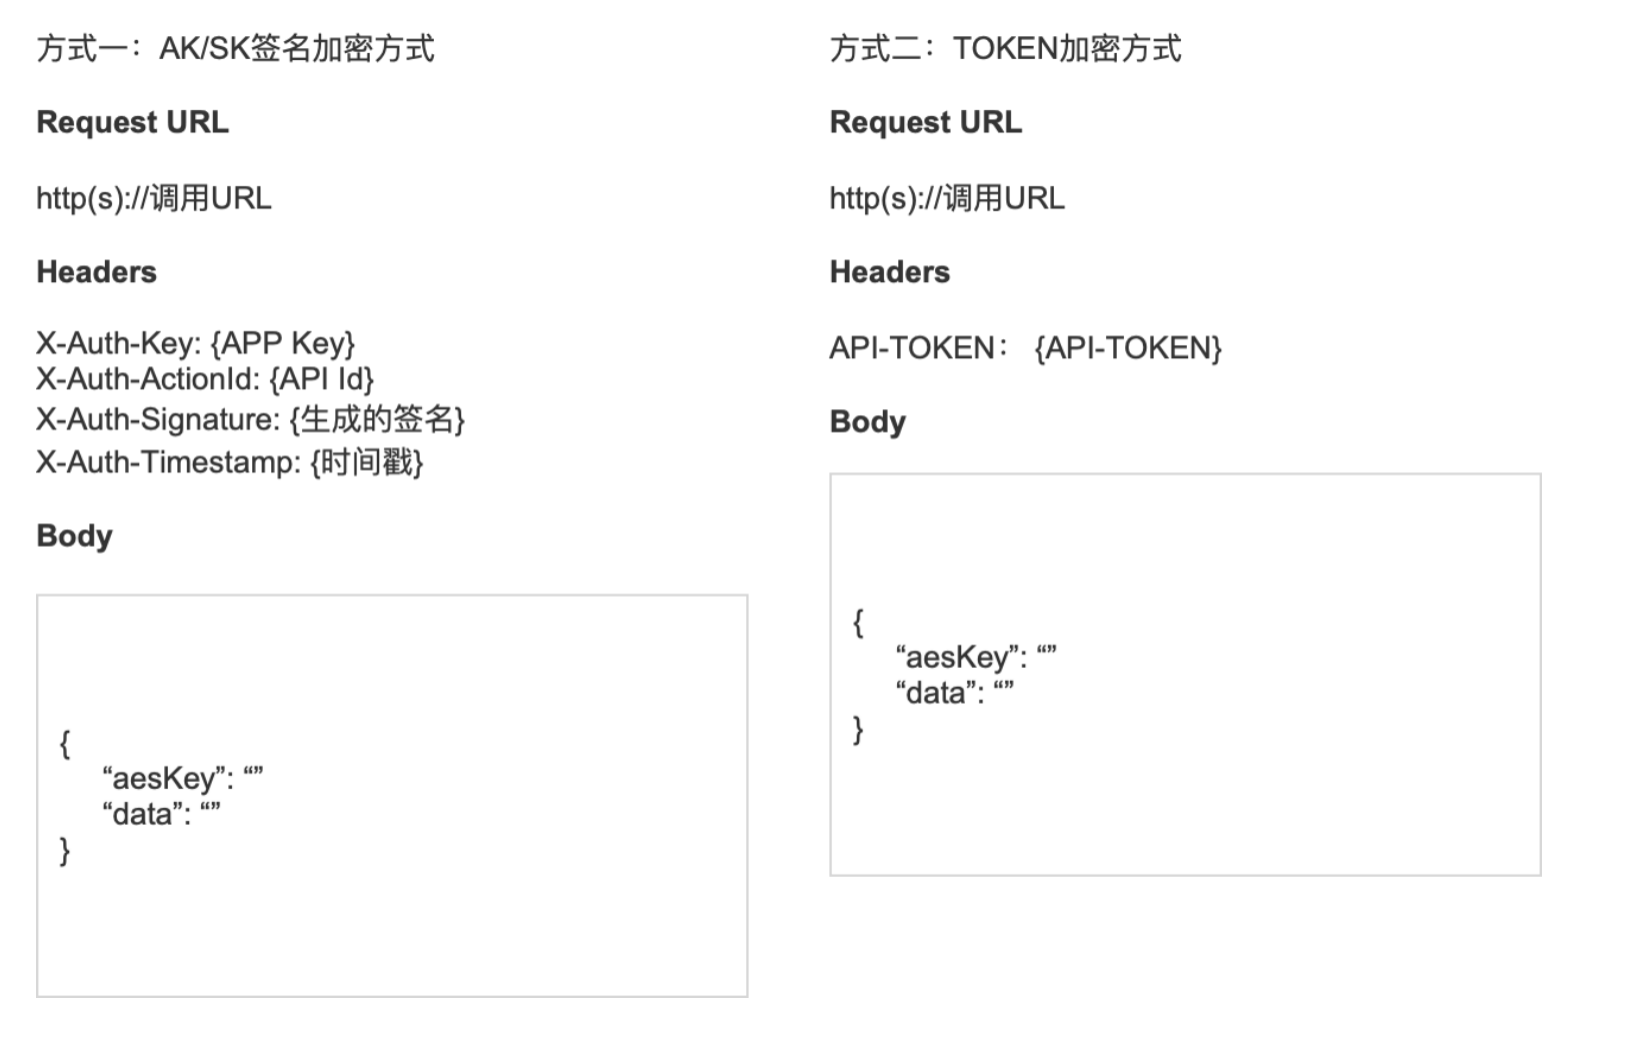 方式一：AK/SK签名加密方式
Request URL
http(s)://调用URL
Headers
X-Auth-Key: {APP Key}
X-Auth-ActionId: {API Id}
X-Auth-Signature: {生成的签名}
X-Auth-Timestamp: {时间戳}
Body
{
“aesKey”: “”
“data”: “”
}
方式二：TOKEN加密方式
Request URL
http(s)://调用URL
Headers
API-TOKEN： {API-TOKEN}
Body
{
“aesKey”: “”
“data”: “”
}